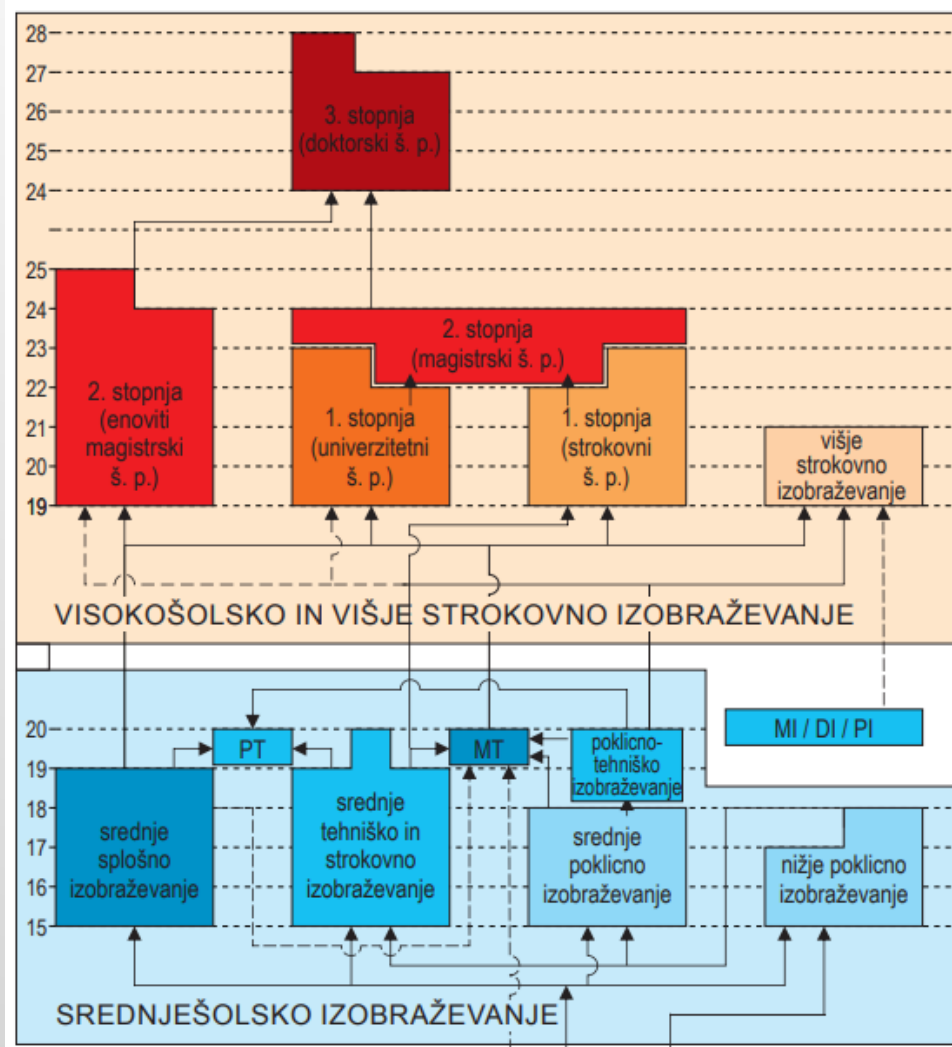 28
27
26
25
24
3. stopnja
(doktorski š. p.)
25
24
23
22
21
20
19
2. stopnja
(enoviti
magistrski
š. p.)
2. stopnja
(magistrski š. p.)
1. stopnja
(univerzitetni
š. p.)
1. stopnja
(strokovni
š. p.)
višje
strokovno
izobraževanje
VISOKOŠOLSKO IN VIŠJE STROKOVNO IZOBRAŽEVANJE
MI / DI / PI
20
19
18
17
16
15
PT
MT
poklicno-
tehniško
izobraževanje
srednje
splošno
izobraževanje
srednje
tehniško in
strokovno
izobraževanje
srednje
poklicno
izobraževanje
nižje poklicno
izobraževanje
SREDNJEŠOLSKO IZOBRAŽEVANJE